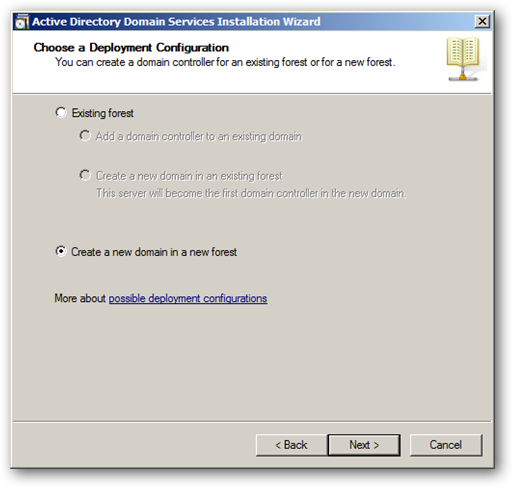 Active Directory Domain Services Installation Wizard
Choose a Deployment Configuration
You can create a domain controller for an existing forest or for a new forest.
Existing forest
Add a domain controller to an existing domain
Create a new domain in an existing forest
This server will become the first domain controller in the new domain.
Create a new domain in a new forest
More about possible deployment configurations
< Back Next > Cancel